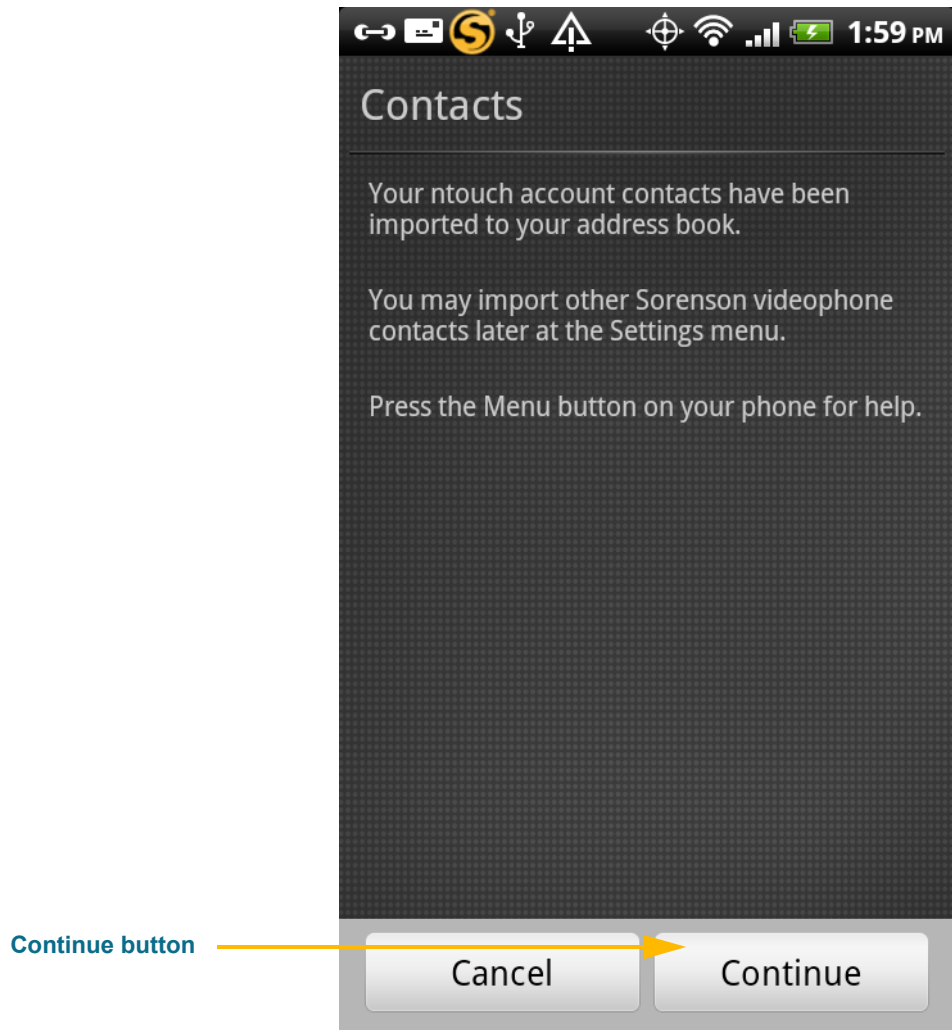 1:59 PM
Contacts
Your ntouch account contacts have been
imported to your address book.
You may import other Sorenson videophone
contacts later at the Settings menu.
Press the Menu button on your phone for help.
Continue button
Cancel
Continue